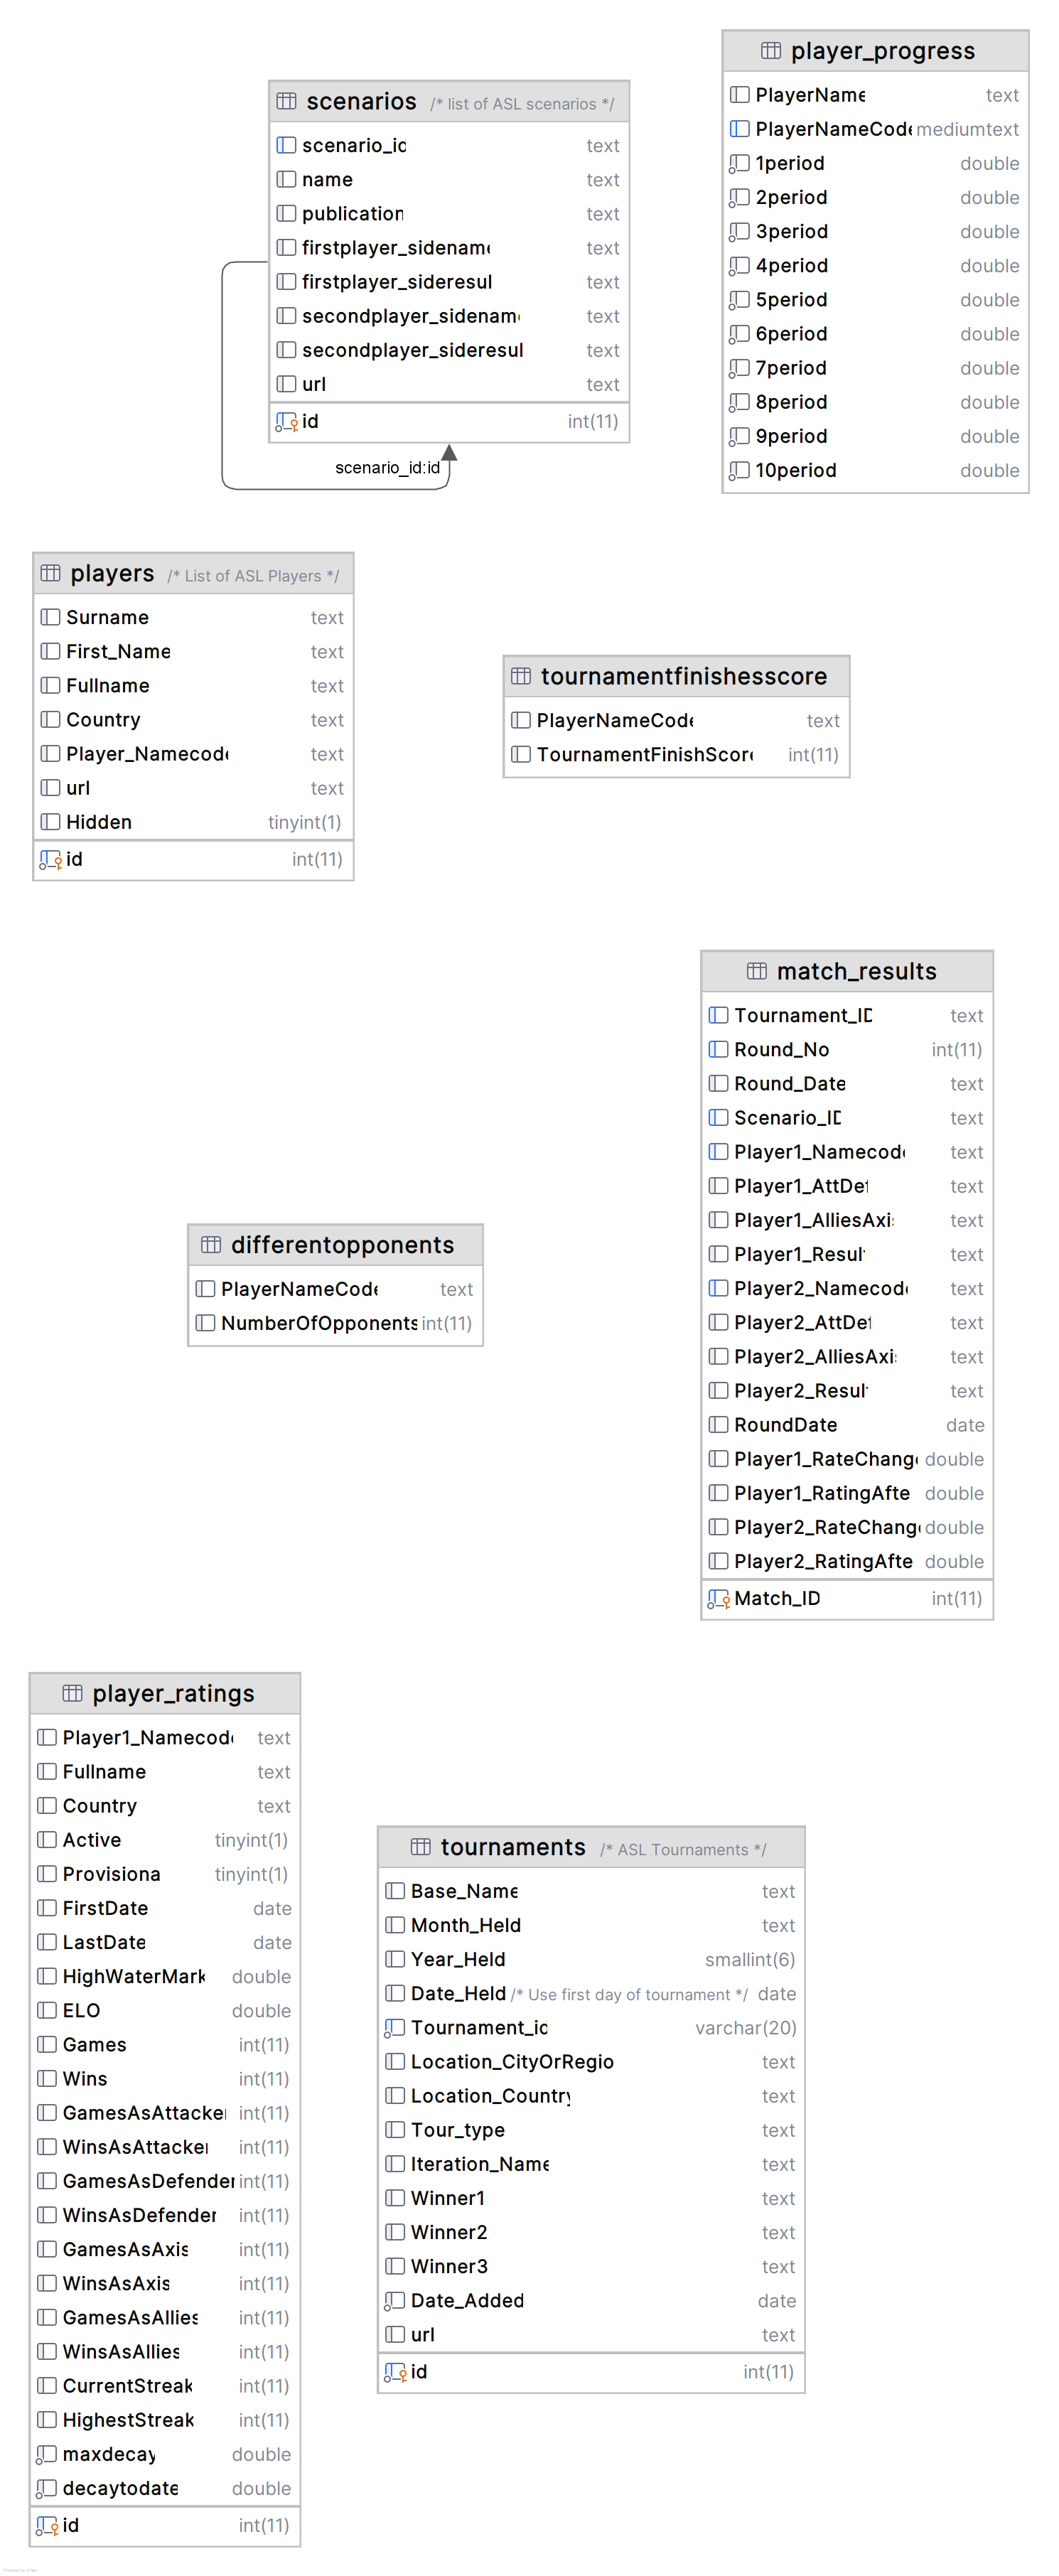 player_progress
PlayerName text
PlayerNameCode mediumtext
1period double
2period double
3period double
4period double
5period double
6period double
7period double
8period double
9period double
10period double
scenarios /* list of ASL scenarios */
scenario_id text
name text
publication text
firstplayer_sidename text
firstplayer_sideresul text
secondplayer_sidename text
secondplayer_sideresul text
url text
id int(11)
scenario_id:id
players /* List of ASL Players */
Surname text
First_Name text
Fullname text
Country text
Player_Namecode text
url text
Hidden tinyint(1)
id int(11)
tournamentfinishesscore
PlayerNameCode text
TournamentFinishScore int(11)
match_results
Tournament_ID text
Round_No int(11)
Round_Date text
Scenario_ID text
Player1_Namecode text
Player1_AttDef text
Player1_AlliesAxis text
Player1_Result text
Player2_Namecode text
Player2_AttDef text
Player2_AlliesAxis text
Player2_Result text
RoundDate date
Player1_RateChange double
Player1_RatingAfte double
Player2_RateChange double
Player2_RatingAfte double
Match_ID int(11)
differentopponents
PlayerNameCode text
NumberOfOpponents int(11)
player_ratings
Player1_Namecode text
Fullname text
Country text
Active tinyint(1)
Provisiona tinyint(1)
FirstDate date
LastDate date
HighWaterMark double
ELO double
Games int(11)
Wins int(11)
GamesAsAttacker int(11)
WinsAsAttacker int(11)
GamesAsDefender int(11)
WinsAsDefender int(11)
GamesAsAxis int(11)
WinsAsAxis int(11)
GamesAsAllies int(11)
WinsAsAllies int(11)
CurrentStreak int(11)
HighestStreak int(11)
maxdecay double
decaytodate double
id int(11)
tournaments /* ASL Tournaments */
Base_Name text
Month_Held text
Year_Held smallint(6)
Date_Held /* Use first day of tournament */ date
Tournament_id varchar(20)
Location_CityOrRegio text
Location_Country text
Tour_type text
Iteration_Name text
Winner1 text
Winner2 text
Winner3 text
Date_Added date
url text
id int(11)